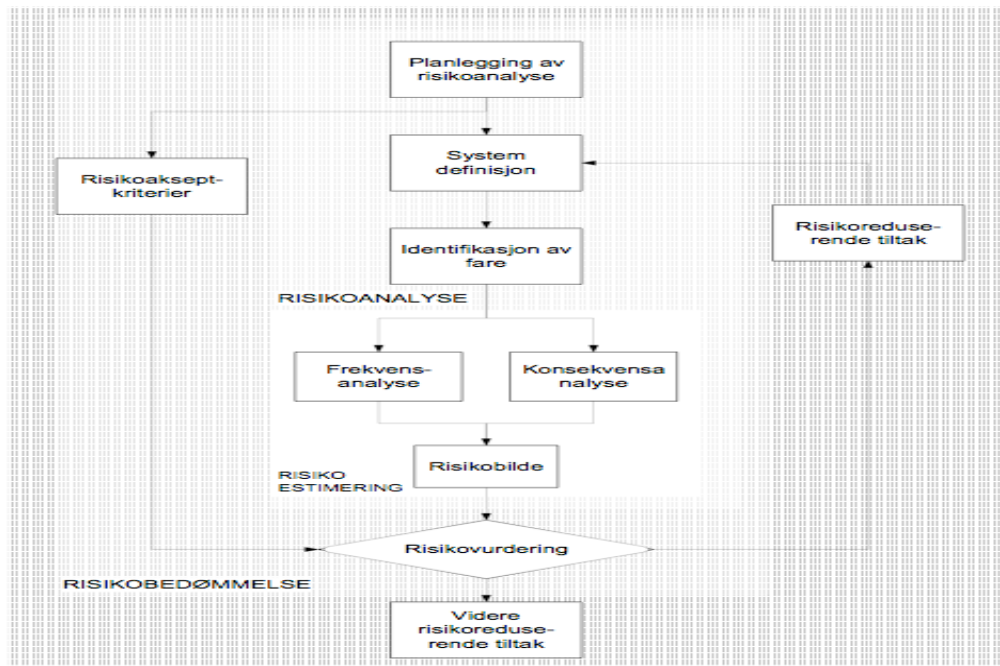 Planlegging av
risikoanalyse
System
definisjon
Risikoaksept-
kriterier
Risikoreduse-
rende tiltak
Identifikasjon av
fare
RISIKOANALYSE
Frekvens-
analyse
Konsekvensa
nalyse
Risikobilde
RISIKO
ESTIMERING
Risikovurdering
RISIKOBEDØMMELSE
Videre
risikoreduse-
rende tiltak